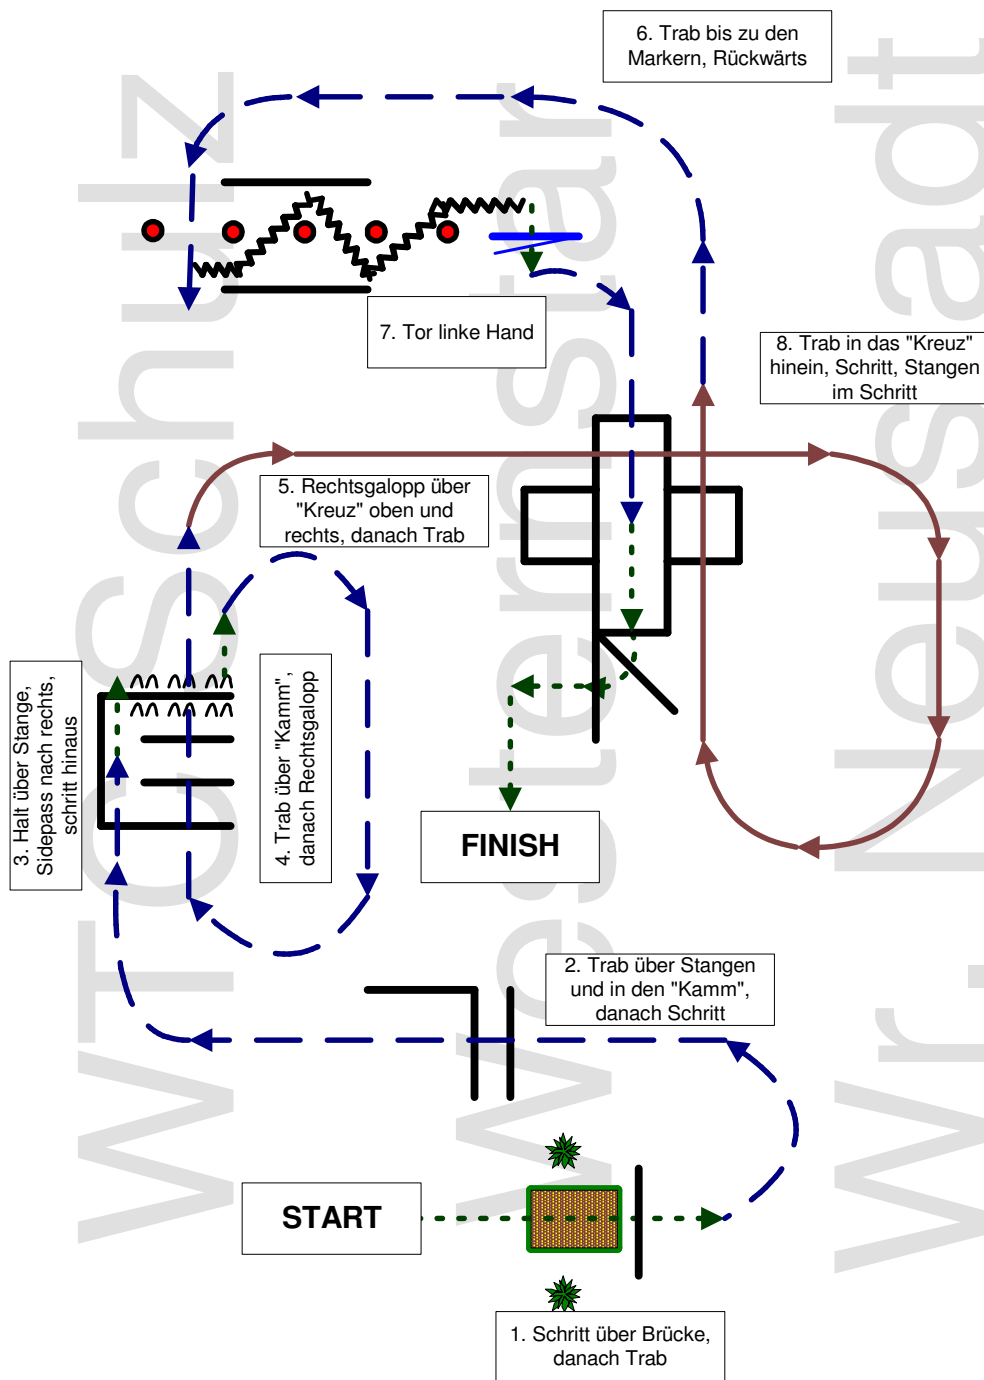 6. Trab bis zu den
Markern, Rückwärts
7. Tor linke Hand
8. Trab in das "Kreuz"
hinein, Schritt, Stangen
im Schritt
5. Rechtsgalopp über
"Kreuz" oben und
rechts, danach Trab
3. Halt über Stange,
Sidepass nach rechts,
schritt hinaus
4. Trab über "Kamm",
danach Rechtsgalopp
FINISH
2. Trab über Stangen
und in den "Kamm",
danach Schritt
START
1. Schritt über Brücke,
danach Trab
WTC Schulz
Westernstar
Wr. Neustadt